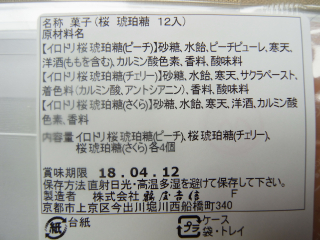 名称 菓子(桜 琥珀糖 12入)
原材料名
【イロドリ桜琥珀糖(ピーチ)】砂糖、水飴、ピーチピューレ、寒天、
洋酒(ももを含む)、カルミン酸色素、香料、酸味料
【イロドリ桜琥珀糖(チェリー)】砂糖、水飴、寒天、サクラペースト、
着色料(カルミン酸、アントシアニン)、香料、酸味料
【イロドリ桜琥珀糖(さくら)】砂糖、水飴、寒天、洋酒、カルミン酸
色素、香料
内容量 イロドリ桜琥珀糖(ピーチ)、桜琥珀糖(チェリー)、
桜琥珀糖(さくら) 各4個
賞味期限 18.04.12
保存方法 直射日光・高温多湿を避けて保存して下さい。
製造者 株式会社 鶴屋吉信 F
京都市上京区今出川堀川西船橋町340
紙 台紙
プラ ケース
袋・トレイ